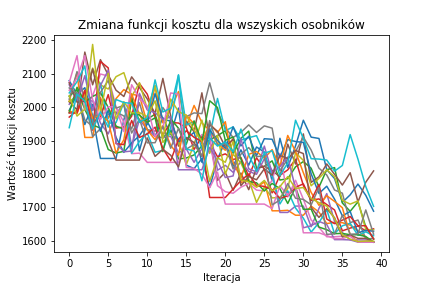 Zmiana funkcji kosztu dla wszyskich osobników
Wartość funkcji kosztu
2200
2100
2000
1900
1800
1700
1600
0 5 10 15 20 25 30 35 40
Iteracja